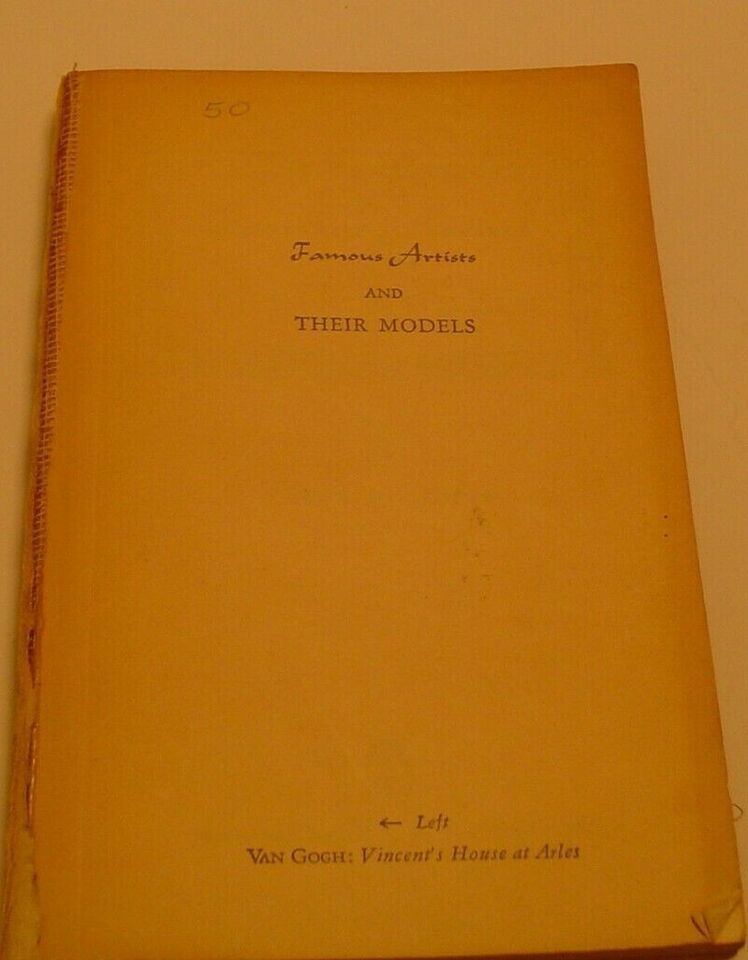 50
Famous Artists
AND
THEIR MODELS
← Left
VAN GOGH: Vincent's House at Arles